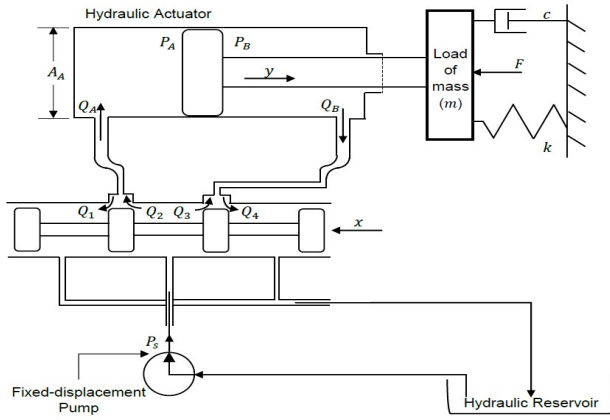 Hydraulic Actuator
c
P_A P_B
Load
of
mass
(m)
A_A
y
F
Q_A
Q_B
k
Q_1 Q_2 Q_3 Q_4
x
P_s
Fixed-displacement
Pump
Hydraulic Reservoir